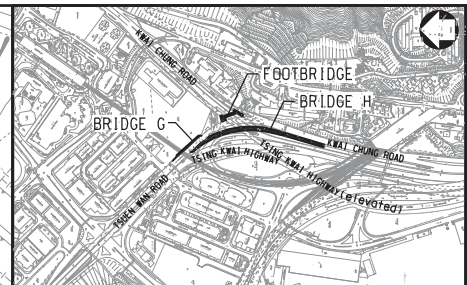 KWAI CHUNG ROAD
FOOTBRIDGE
BRIDGE H
BRIDGE G
KWAI CHUNG ROAD
TSING KWAI HIGHWAY
TSING KWAI HIGHWAY(elevated)
TSUEN WAN ROAD